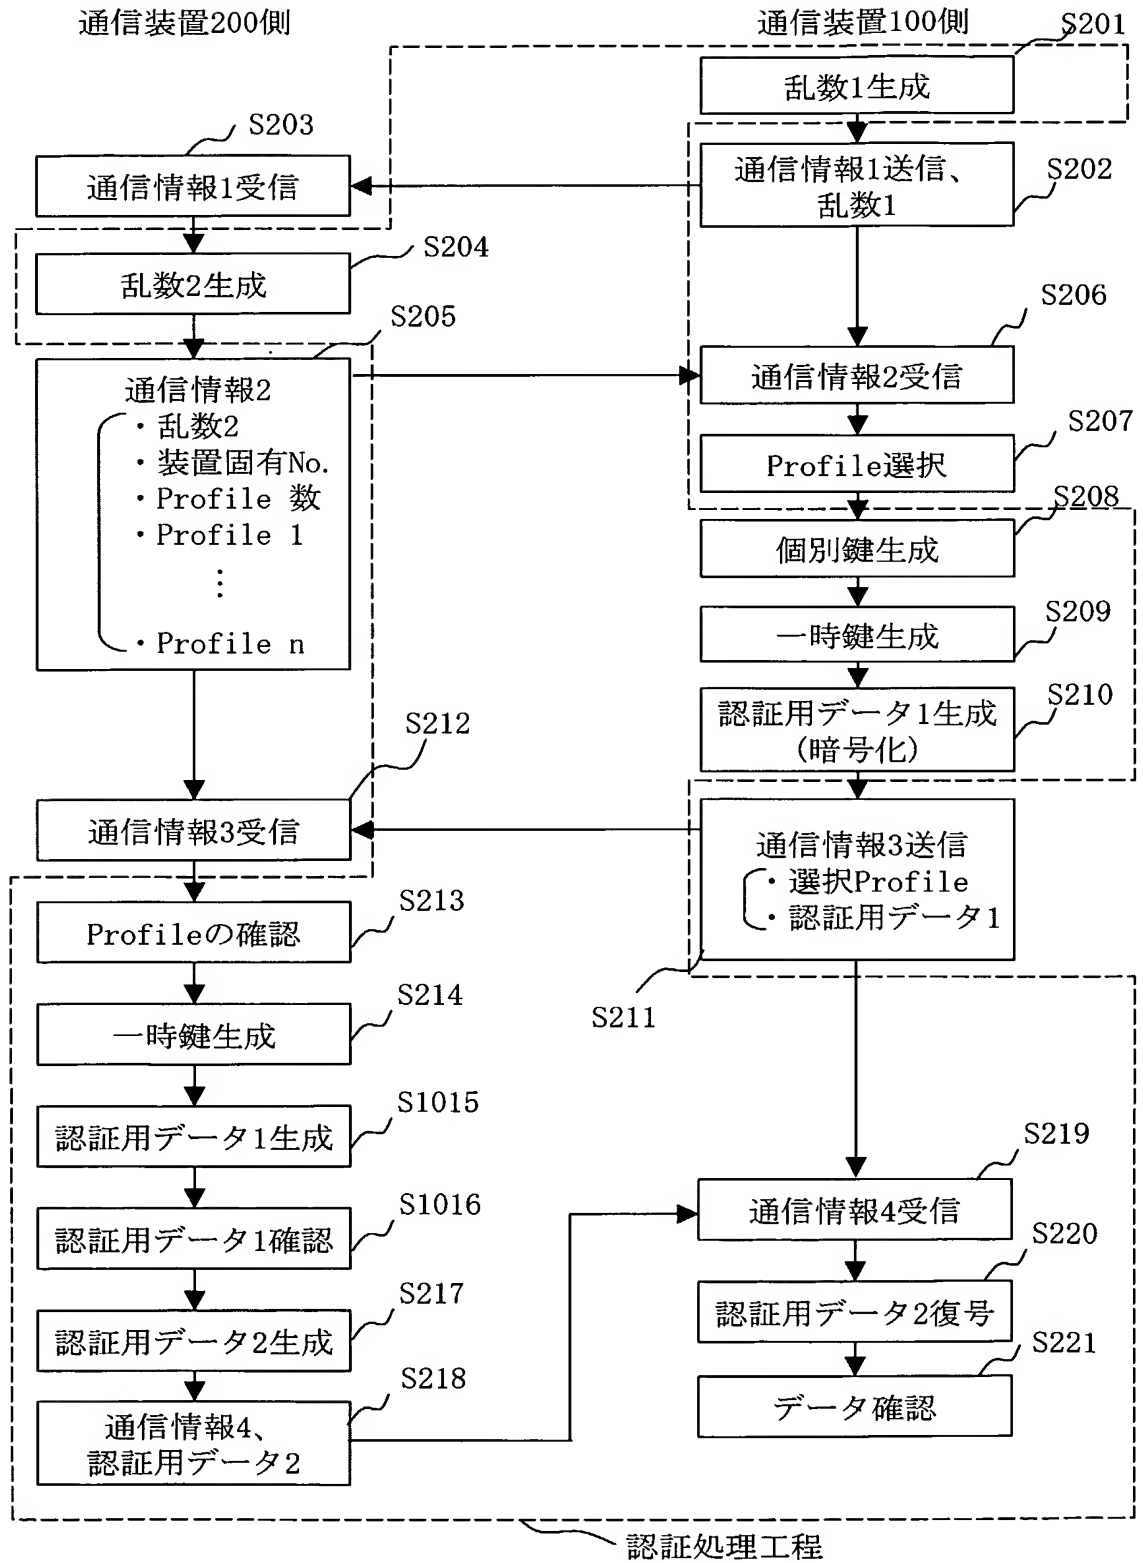 通信装置200側
通信装置100側
S201
乱数1生成
S203
通信情報1受信
通信情報1送信、
乱数1
S202
S204
乱数2生成
S205
S206
通信情報2
・乱数2
・装置固有No.
・Profile 数
・Profile 1
⋮
・Profile n
通信情報2受信
S207
Profile選択
S208
個別鍵生成
S209
一時鍵生成
S210
認証用データ1生成
(暗号化)
S212
通信情報3受信
通信情報3送信
・選択Profile
・認証用データ1
S211
S213
Profileの確認
S214
一時鍵生成
S1015
認証用データ1生成
S1016
認証用データ1確認
S217
認証用データ2生成
S218
通信情報4、
認証用データ2
S219
通信情報4受信
S220
認証用データ2復号
S221
データ確認
認証処理工程